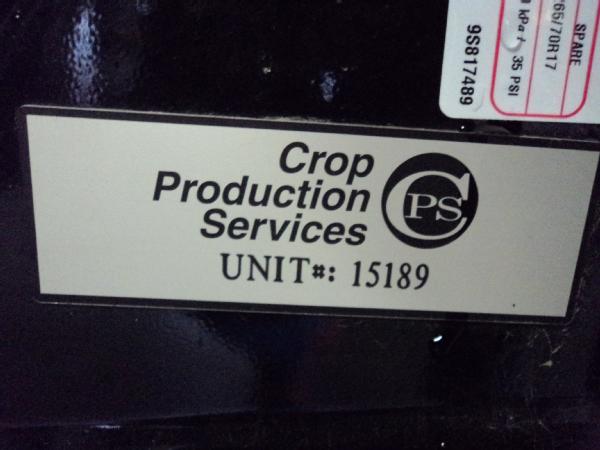 Crop
Production
Services
CPS
UNIT#: 15189
SPARE
65/70R17
kPa / 35 PSI
9S817489